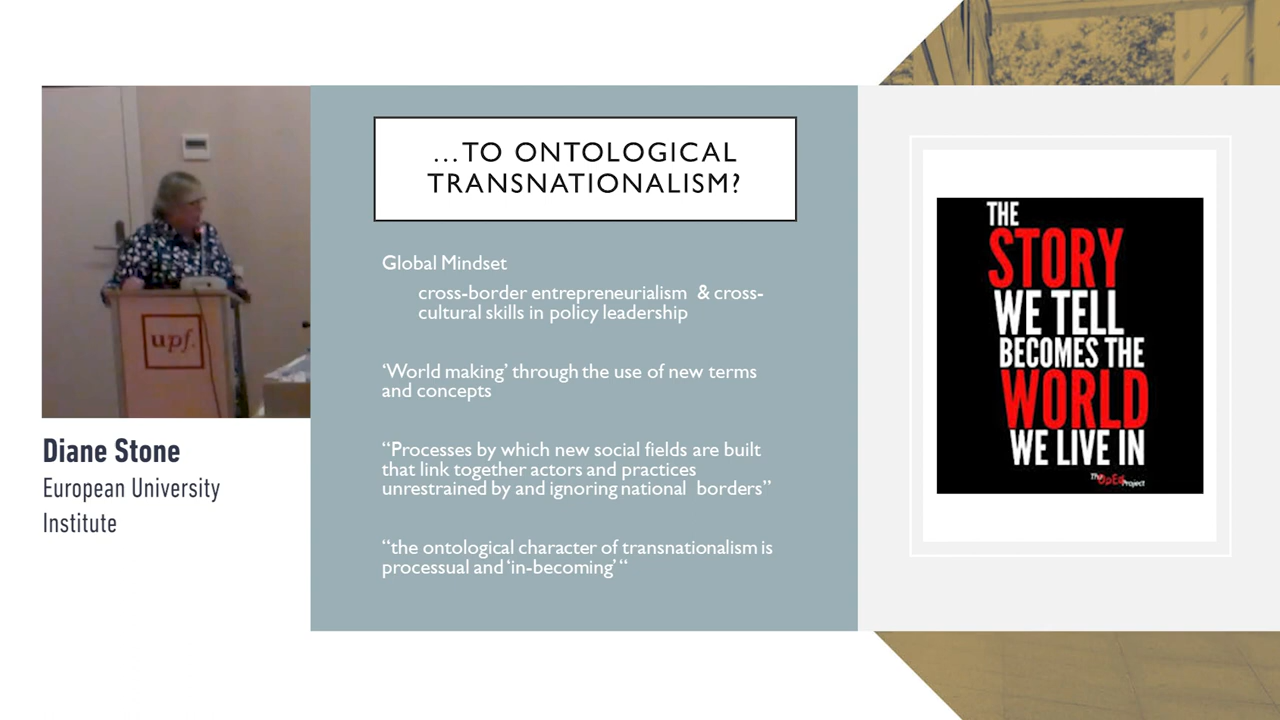 upf.
Diane Stone
European University
Institute
...TO ONTOLOGICAL
TRANSNATIONALISM?
Global Mindset
cross-border entrepreneurialism & cross-
cultural skills in policy leadership
‘World making’ through the use of new terms
and concepts
“Processes by which new social fields are built
that link together actors and practices
unrestrained by and ignoring national borders”
“the ontological character of transnationalism is
processual and ‘in-becoming’ “
THE
STORY
WE TELL
BECOMES THE
WORLD
WE LIVE IN
The OpEd Project